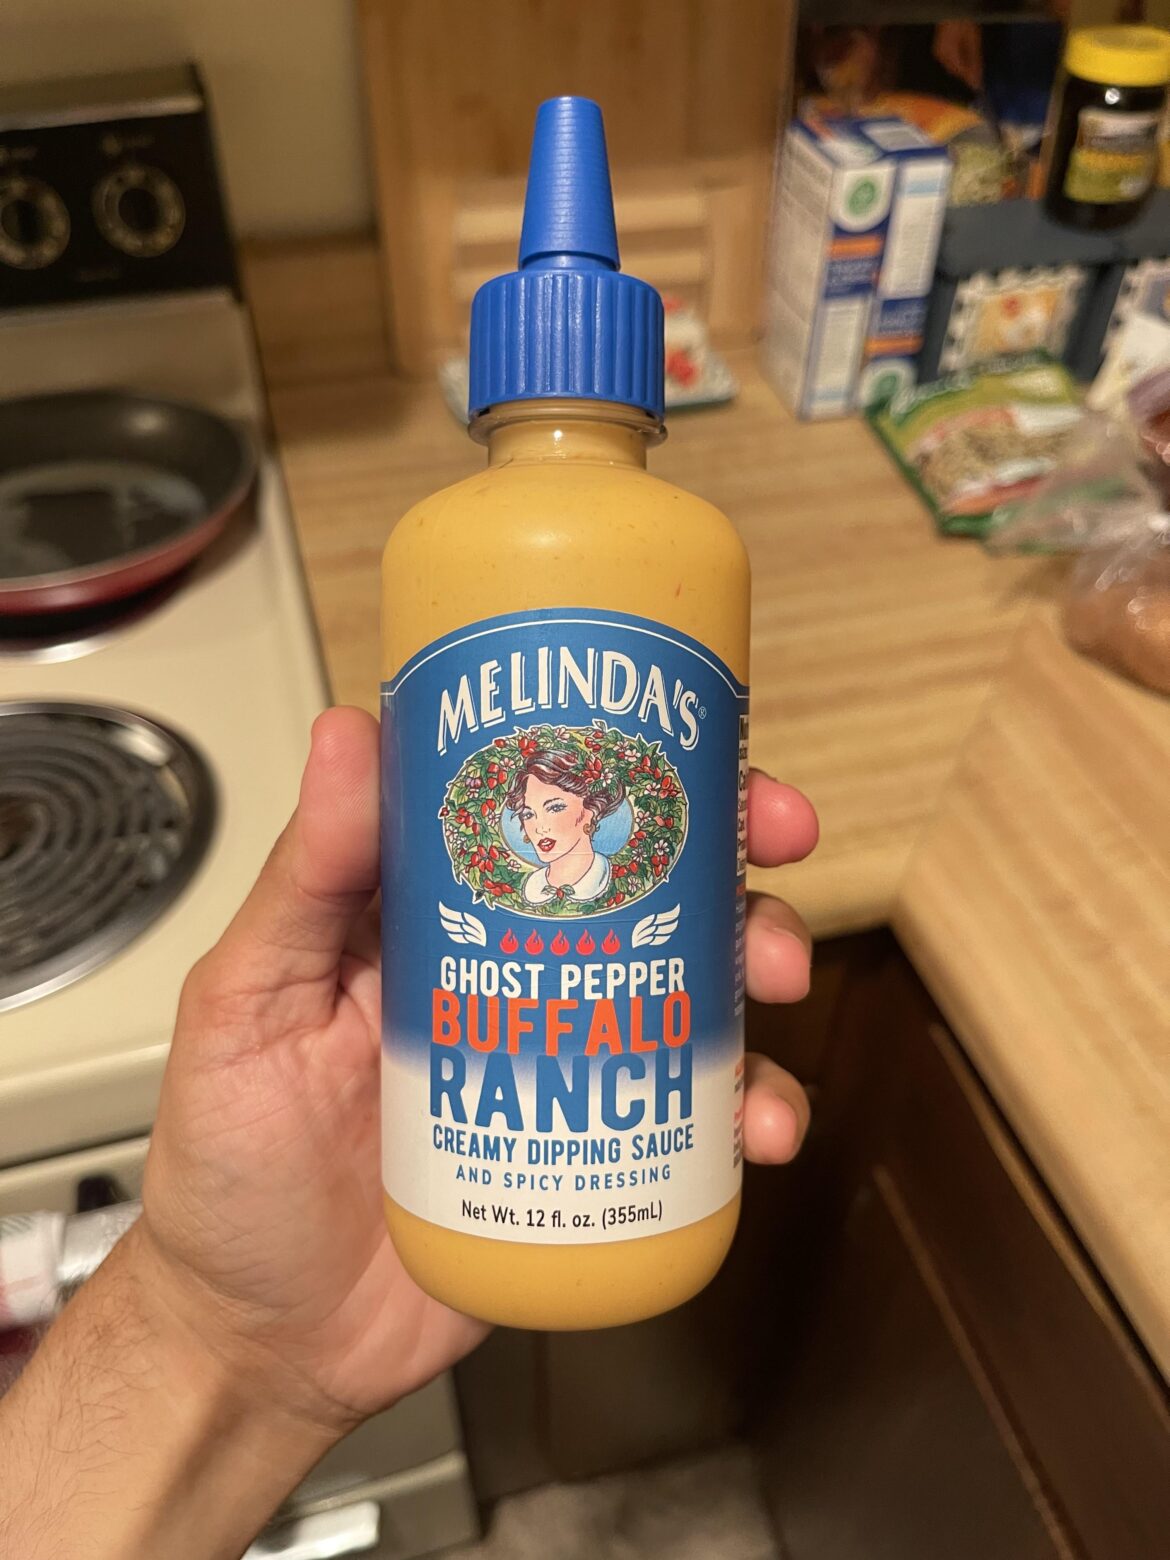 MELINDA'S®
GHOST PEPPER
BUFFALO
RANCH
CREAMY DIPPING SAUCE
AND SPICY DRESSING
Net Wt. 12 fl. oz. (355mL)